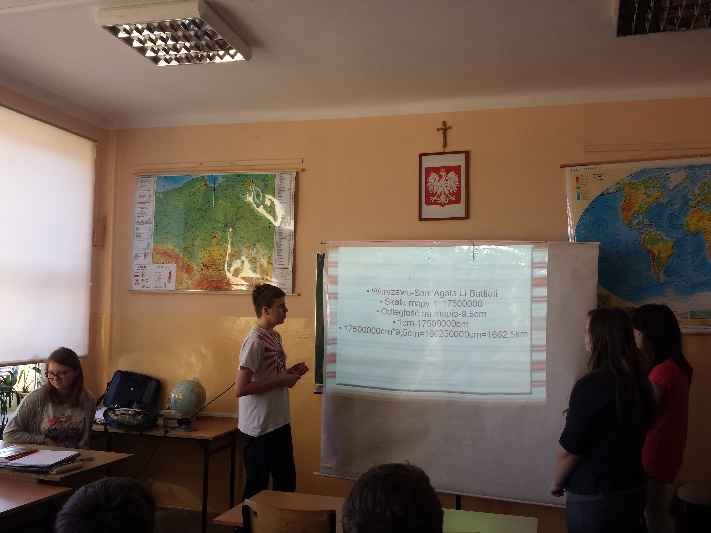 • Warszawa-Sant'Agata Li Battiati
• Skala mapy 1: 17500000
• Odległość na mapie-9,5cm
• 1cm-17500000cm
• 17500000cm*9,5cm=166250000cm=1662,5km